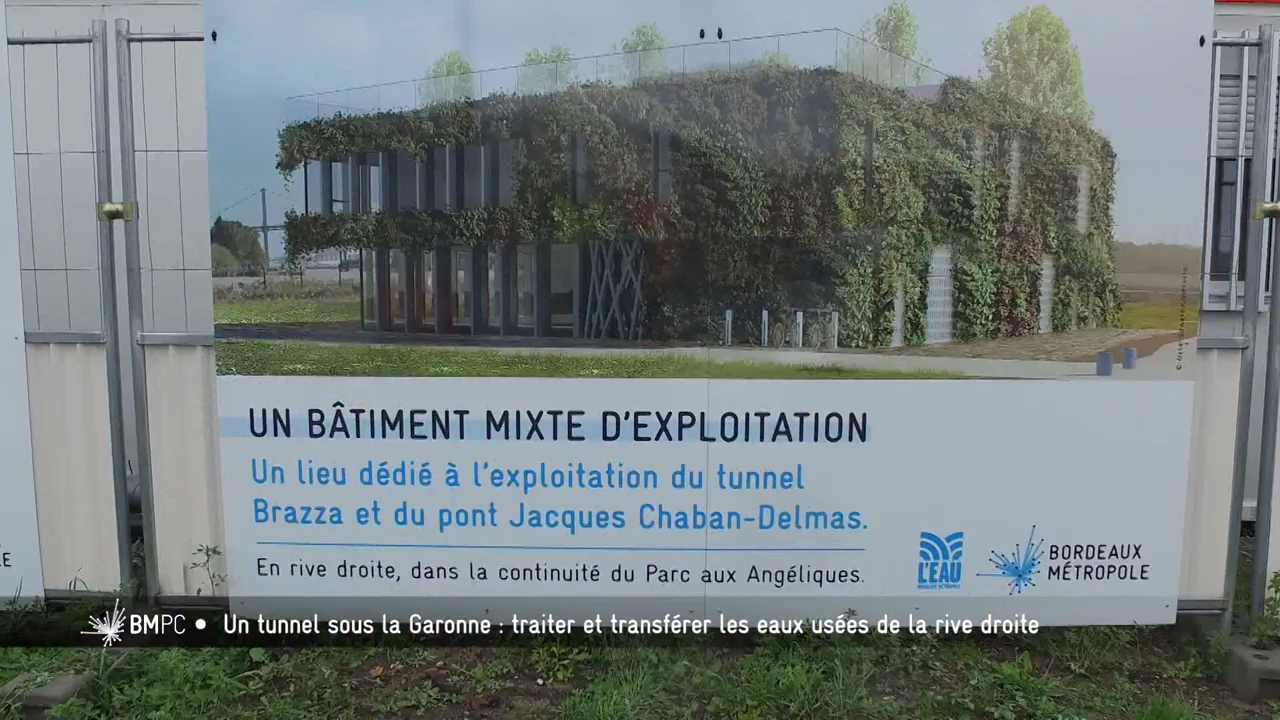 UN BÂTIMENT MIXTE D'EXPLOITATION
Un lieu dédié à l'exploitation du tunnel
Brazza et du pont Jacques Chaban-Delmas.
En rive droite, dans la continuité du Parc aux Angéliques.
L'EAU
BORDEAUX
MÉTROPOLE
BMPC • Un tunnel sous la Garonne : traiter et transférer les eaux usées de la rive droite